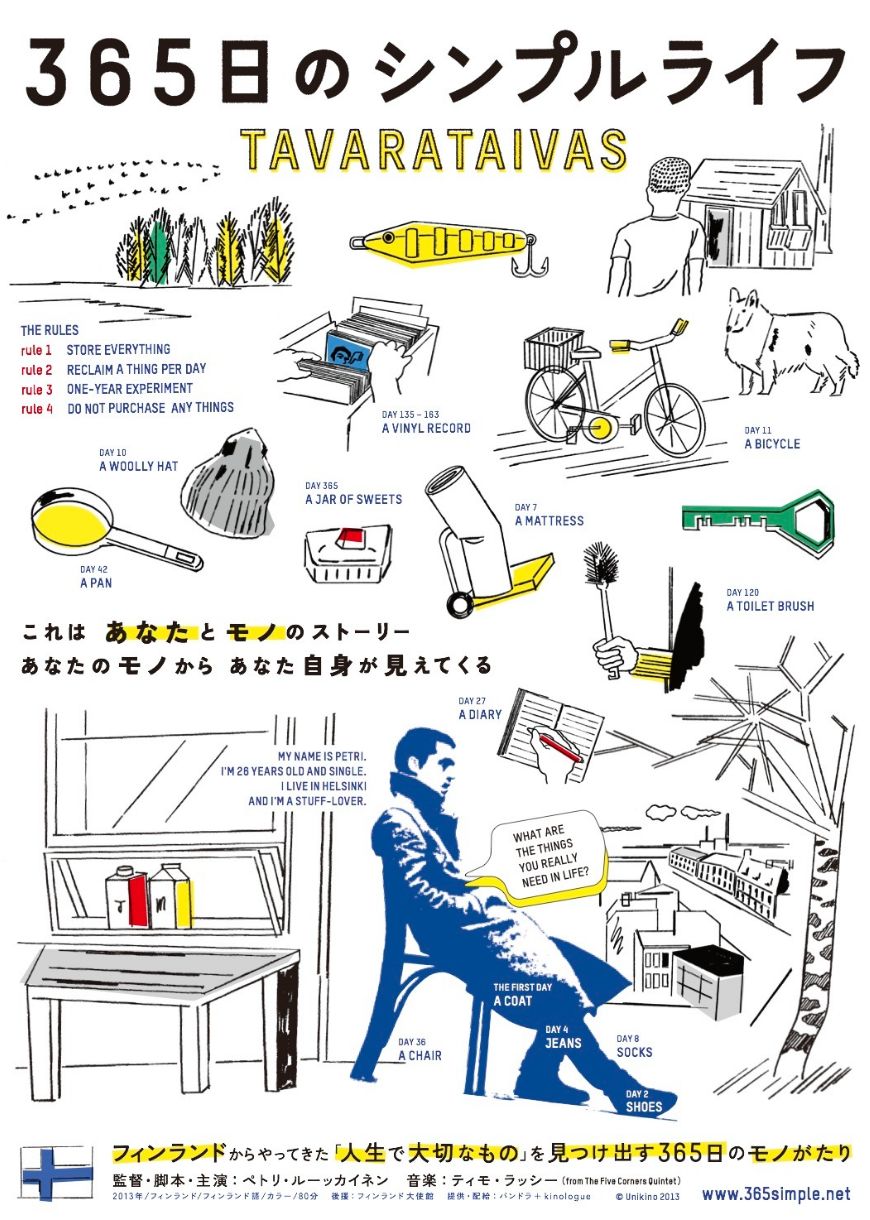 365日のシンプルライフ
TAVARATAIVAS
THE RULES
rule 1 STORE EVERYTHING
rule 2 RECLAIM A THING PER DAY
rule 3 ONE-YEAR EXPERIMENT
rule 4 DO NOT PURCHASE ANY THINGS
DAY 135 – 163
A VINYL RECORD
DAY 11
A BICYCLE
DAY 10
A WOOLLY HAT
DAY 365
A JAR OF SWEETS
DAY 7
A MATTRESS
DAY 42
A PAN
DAY 120
A TOILET BRUSH
これは あなたとモノのストーリー
あなたのモノから あなた自身が見えてくる
DAY 27
A DIARY
MY NAME IS PETRI.
I'M 26 YEARS OLD AND SINGLE.
I LIVE IN HELSINKI
AND I'M A STUFF-LOVER.
WHAT ARE
THE THINGS
YOU REALLY
NEED IN LIFE?
THE FIRST DAY
A COAT
DAY 4
JEANS
DAY 36
A CHAIR
DAY 8
SOCKS
DAY 2
SHOES
フィンランドからやってきた「人生で大切なもの」を見つけ出す365日のモノがたり
監督・脚本・主演:ペトリ・ルーッカイネン 音楽:ティモ・ラッシー (from The Five Corners Quintet)
2013年/フィンランド/フィンランド語/カラー/80分 後援:フィンランド大使館 提供・配給:パンドラ + kinologue © Unikino 2013 www.365simple.net